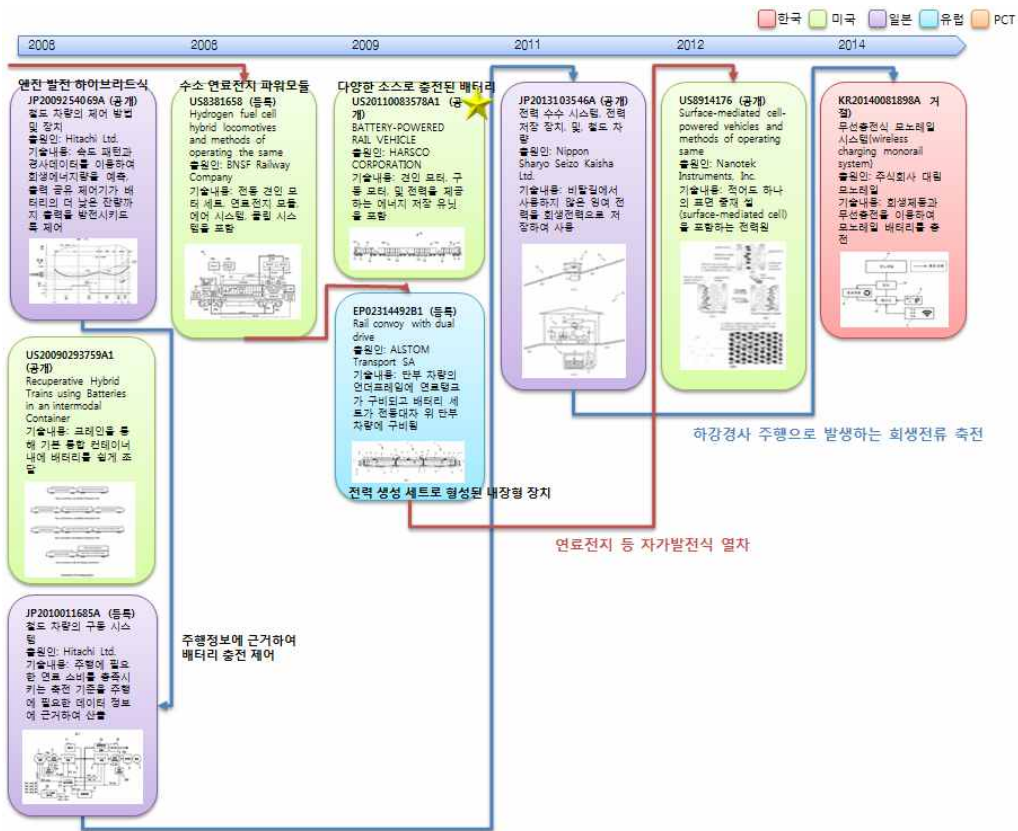 한국
미국
일본
유럽
PCT
2008
2008
2009
2011
2012
2014
엔진 발전 하이브리드식
JP2009254069A (공개)
철도 차량의 제어 방법
및 장치
출원인: Hitachi Ltd.
기술내용: 속도 패턴과
경사데이터를 이용하여
회생에너지량을 예측.
출력 공유 제어기가 배
터리의 더 낮은 잔량까
지 출력을 발전시키도
록 제어
US20090293759A1
(공개)
Recuperative Hybrid
Trains using Batteries
in an intermodal
Container
기술내용: 크레인을 통
해 기본 통합 컨테이너
내에 배터리를 쉽게 조
달
JP2010011685A (등록)
철도 차량의 구동 시스
템
출원인: Hitachi Ltd.
기술내용: 주행에 필요
한 연료 소비를 충족시
키는 축전 기준을 주행
에 필요한 데이터 정보
에 근거하여 산출
수소 연료전지 파워모듈
US8381658 (등록)
Hydrogen fuel cell
hybrid locomotives
and methods of
operating the same
출원인: BNSF Railway
Company
기술내용: 전동 견인 모
터 세트, 연료전지 모듈,
에어 시스템, 쿨링 시스
템을 포함
주행정보에 근거하여
배터리 충전 제어
다양한 소스로 충전된 배터리
US20110083578A1 (공
개)
BATTERY-POWERED
RAIL VEHICLE
출원인: HARSCO
CORPORATION
기술내용: 견인 모터, 구
동 모터, 및 전력을 제공
하는 에너지 저장 유닛
을 포함
EP02314492B1 (등록)
Rail convoy with dual
drive
출원인: ALSTOM
Transport SA
기술내용: 단부 차량의
언더프레임에 연료탱크
가 구비되고 배터리 세
트가 전동대차 위 단부
차량에 구비됨
전력 생성 세트로 형성된 내장형 장치
JP2013103546A (공개)
전력 수수 시스템, 전력
저장 장치, 및, 철도 차
량
출원인: Nippon
Sharyo Seizo Kaisha
Ltd.
기술내용: 비탈길에서
사용하지 않은 잉여 전
력을 회생전력으로 저
장하여 사용
US8914176 (공개)
Surface-mediated cell-
powered vehicles and
methods of operating
same
출원인: Nanotek
Instruments, Inc.
기술내용: 적어도 하나
의 표면 중재 셀
(surface-mediated cell)
을 포함하는 전력원
KR20140081898A 거
절)
무선충전식 모노레일
시스템(wireless
charging monorail
system)
출원인: 주식회사 대림
모노레일
기술내용: 회생제동과
무선충전을 이용하여
모노레일 배터리를 충
전
하강경사 주행으로 발생하는 회생전류 축전
연료전지 등 자가발전식 열차